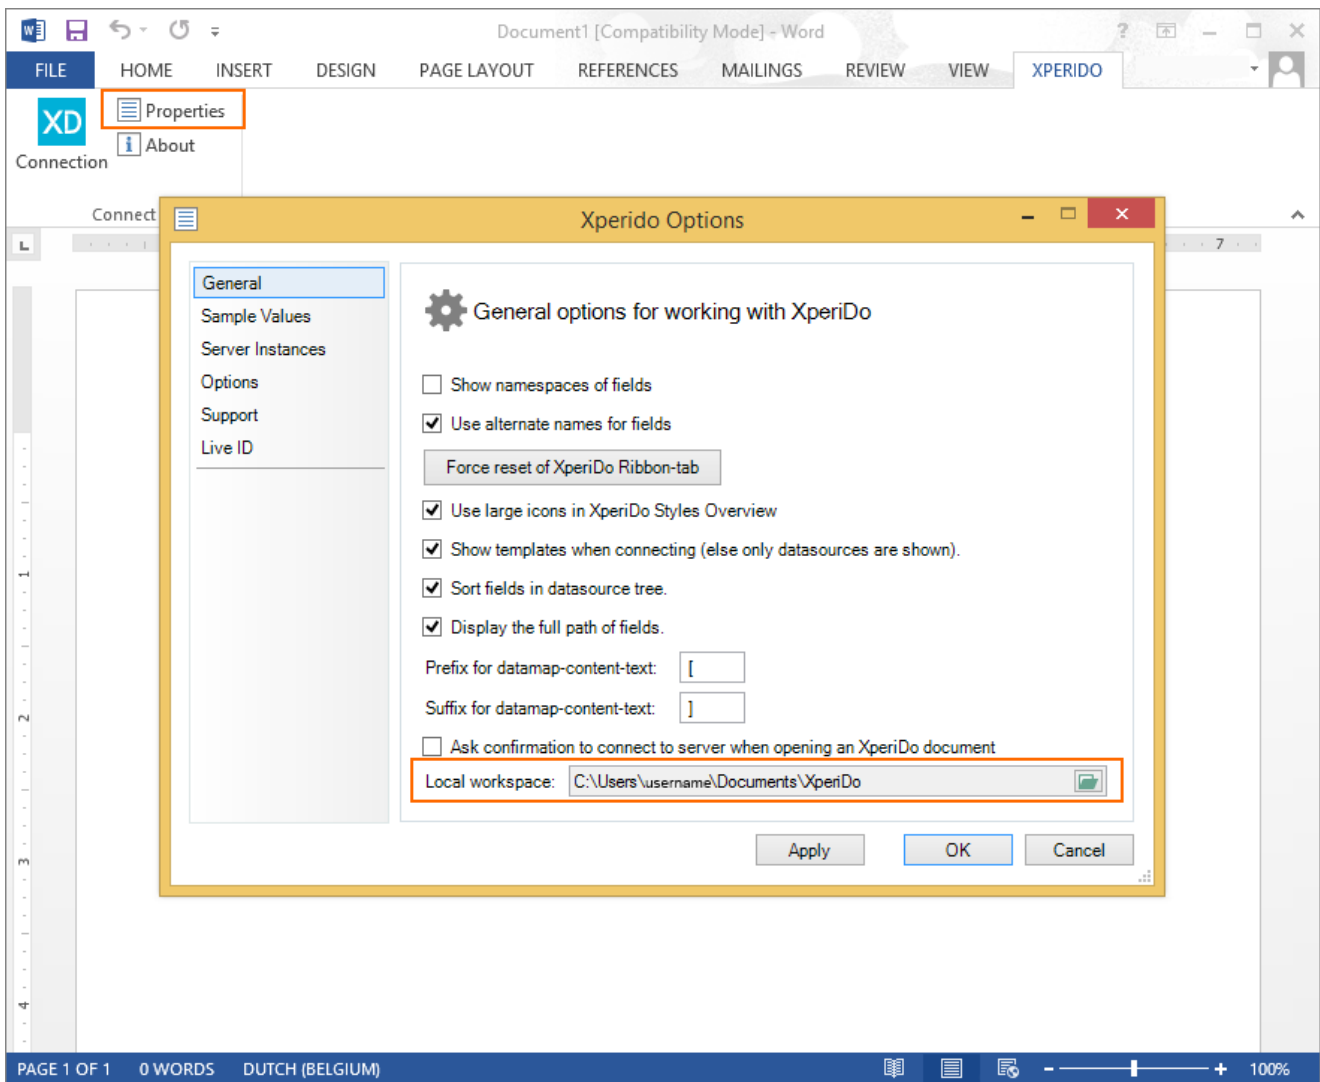 Document1 [Compatibility Mode] - Word
?
FILE HOME INSERT DESIGN PAGE LAYOUT REFERENCES MAILINGS REVIEW VIEW XPERIDO
XD
Connection
Properties
About
Connect
Xperido Options
L
7
General
Sample Values
Server Instances
Options
Support
Live ID
General options for working with XperiDo
Show namespaces of fields
Use alternate names for fields
Force reset of XperiDo Ribbon-tab
Use large icons in XperiDo Styles Overview
Show templates when connecting (else only datasources are shown).
Sort fields in datasource tree.
Display the full path of fields.
Prefix for datamap-content-text: [
Suffix for datamap-content-text: ]
Ask confirmation to connect to server when opening an XperiDo document
Local workspace: C:\Users\username\Documents\XperiDo
Apply OK Cancel
1
2
3
4
PAGE 1 OF 1 0 WORDS DUTCH (BELGIUM) 100%